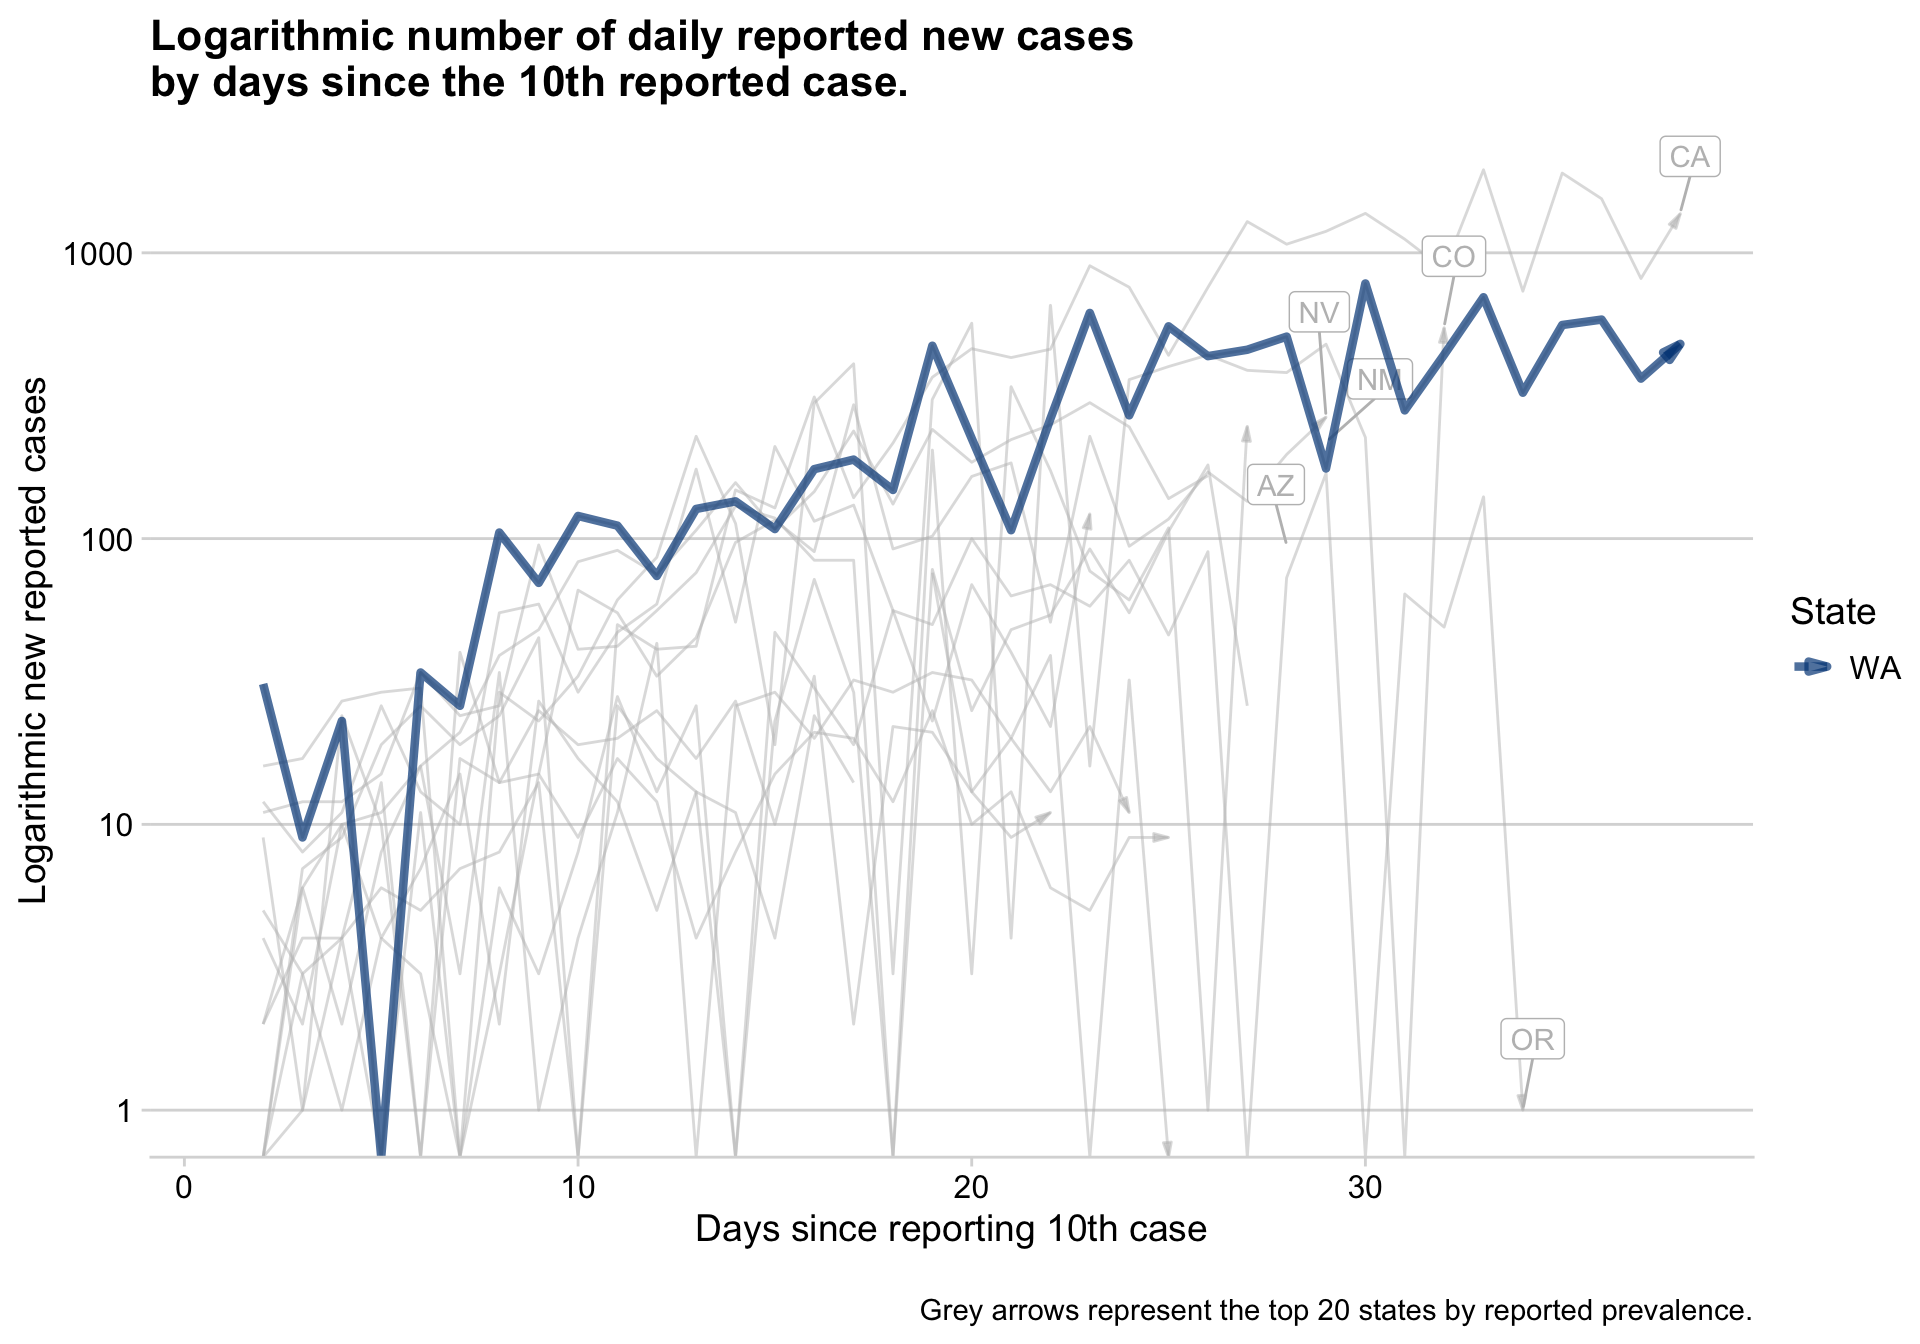 Logarithmic number of daily reported new cases
by days since the 10th reported case.
CA
CO
1000
NV
NM
AZ
100
10
1
OR
Logarithmic new reported cases
State
WA
0
10
20
30
Days since reporting 10th case
Grey arrows represent the top 20 states by reported prevalence.